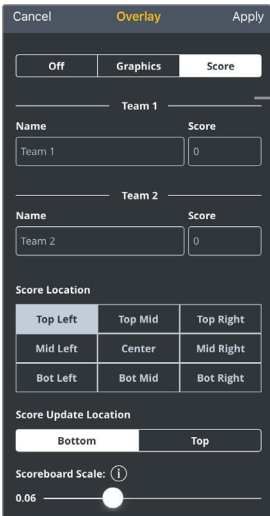 Cancel Overlay Apply
Off Graphics Score
Team 1
Name Score
Team 1 0
Team 2
Name Score
Team 2 0
Score Location
Top Left Top Mid Top Right
Mid Left Center Mid Right
Bot Left Bot Mid Bot Right
Score Update Location
Bottom Top
Scoreboard Scale: i
0.06